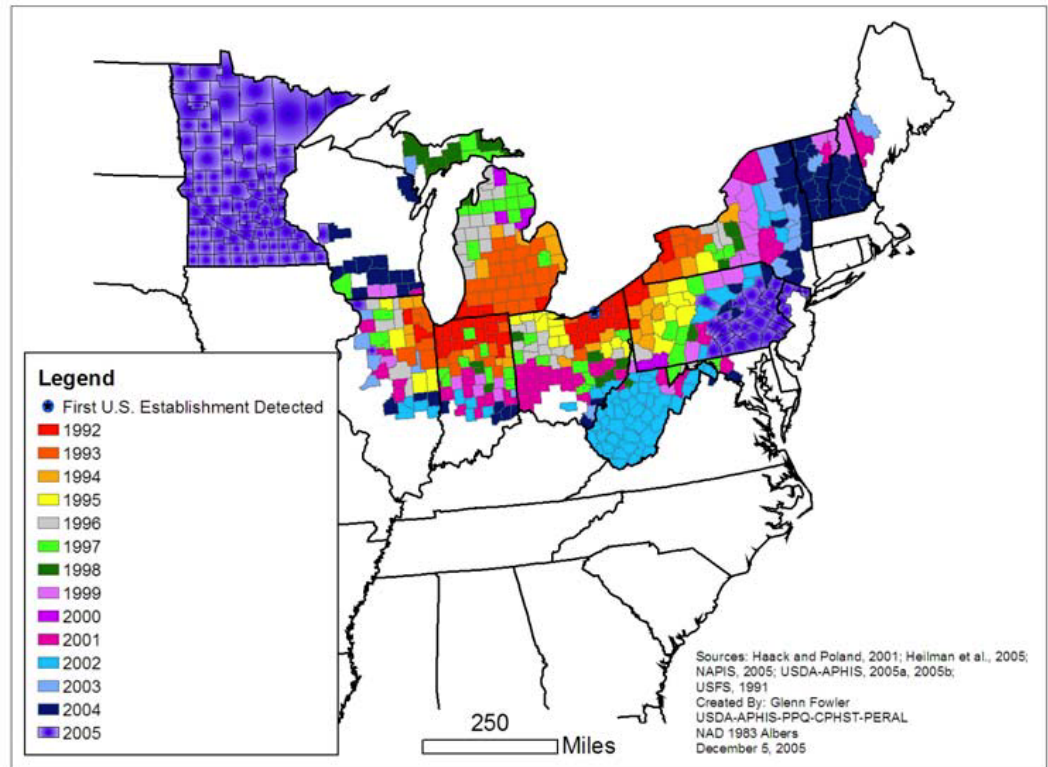 Legend
First U.S. Establishment Detected
1992
1993
1994
1995
1996
1997
1998
1999
2000
2001
2002
2003
2004
2005
250
Miles
Sources: Haack and Poland, 2001; Heilman et al., 2005;
NAPIS, 2005; USDA-APHIS, 2005a, 2005b;
USFS, 1991
Created By: Glenn Fowler
USDA-APHIS-PPQ-CPHST-PERAL
NAD 1983 Albers
December 5, 2005